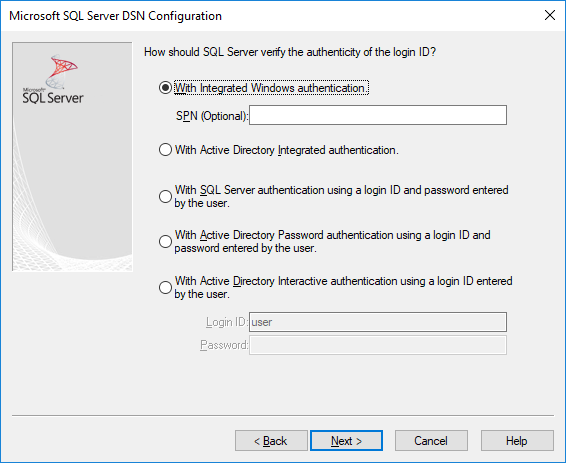 Microsoft SQL Server DSN Configuration
Microsoft
SQL Server
How should SQL Server verify the authenticity of the login ID?
With Integrated Windows authentication.
SPN (Optional):
With Active Directory Integrated authentication.
With SQL Server authentication using a login ID and password entered
by the user.
With Active Directory Password authentication using a login ID and
password entered by the user.
With Active Directory Interactive authentication using a login ID entered
by the user.
Login ID: user
Password:
< Back
Next >
Cancel
Help